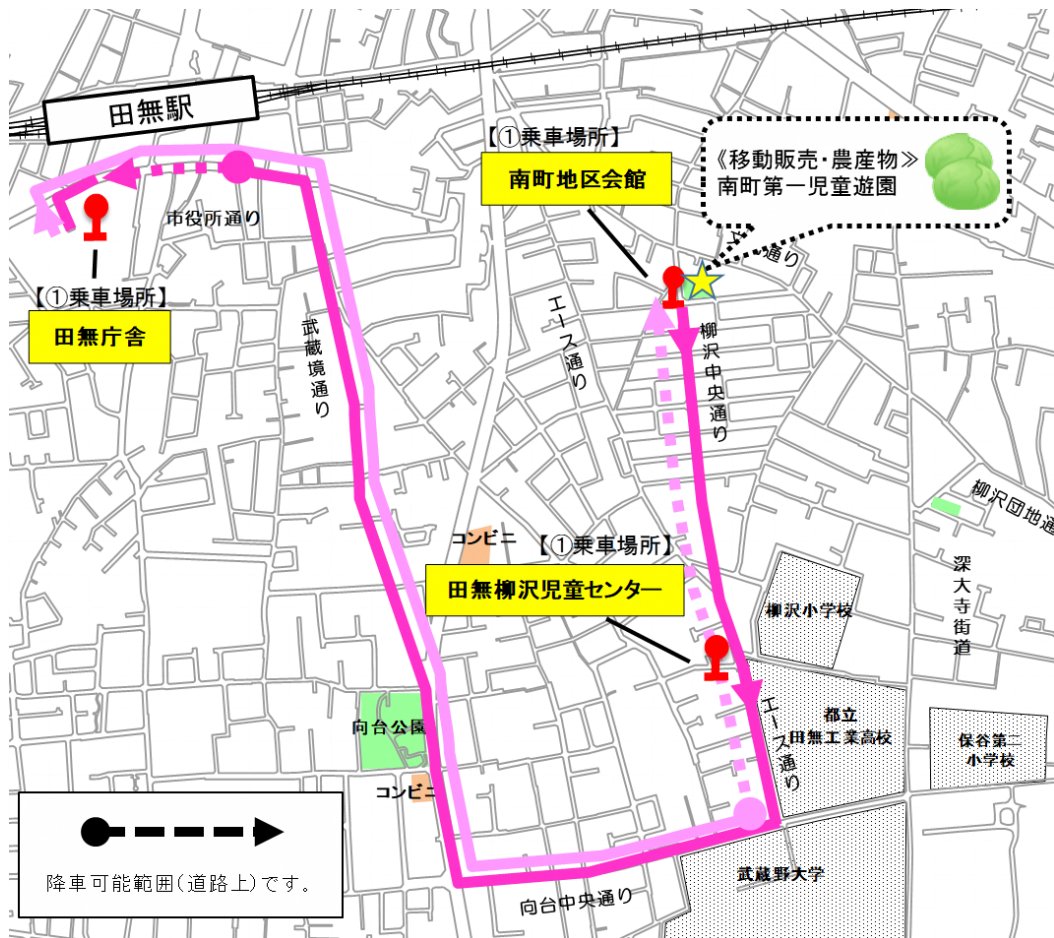 田無駅
【①乗車場所】
南町地区会館
《移動販売・農産物≫
南町第一児童遊園
市役所通り
【①乗車場所】
田無庁舎
武蔵境通り
エース通り
柳沢中央通り
通り
柳沢団地通
コンビニ
【①乗車場所】
田無柳沢児童センター
深大寺街道
柳沢小学校
都立
田無工業高校
エース通り
保谷第二
小学校
向台公園
コンビニ
武蔵野大学
向台中央通り
降車可能範囲(道路上)です。